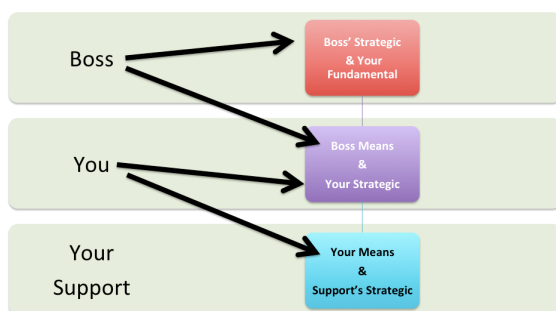 Boss
Boss' Strategic
& Your
Fundamental
You
Boss Means
&
Your Strategic
Your
Support
Your Means
&
Support's Strategic